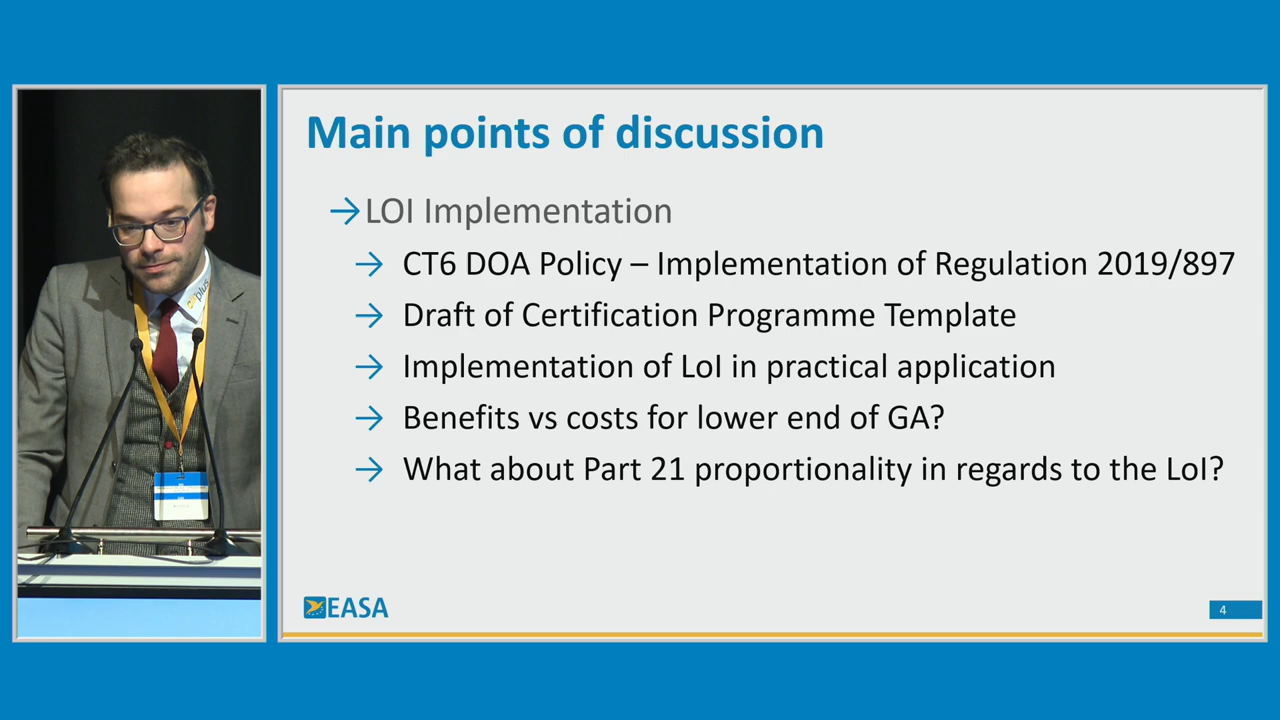 Main points of discussion
→LOI Implementation
→ CT6 DOA Policy – Implementation of Regulation 2019/897
→ Draft of Certification Programme Template
→ Implementation of LoI in practical application
→ Benefits vs costs for lower end of GA?
→ What about Part 21 proportionality in regards to the LoI?
EASA
4
plus